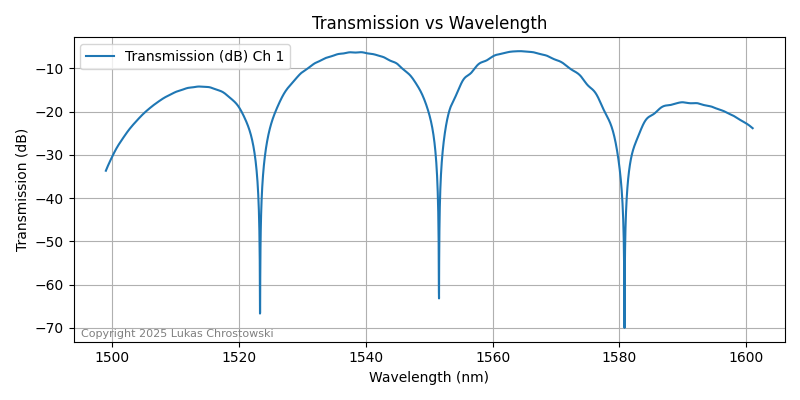 Transmission vs Wavelength
Transmission (dB) Ch 1
Transmission (dB)
−10
−20
−30
−40
−50
−60
−70
Copyright 2025 Lukas Chrostowski
1500 1520 1540 1560 1580 1600
Wavelength (nm)